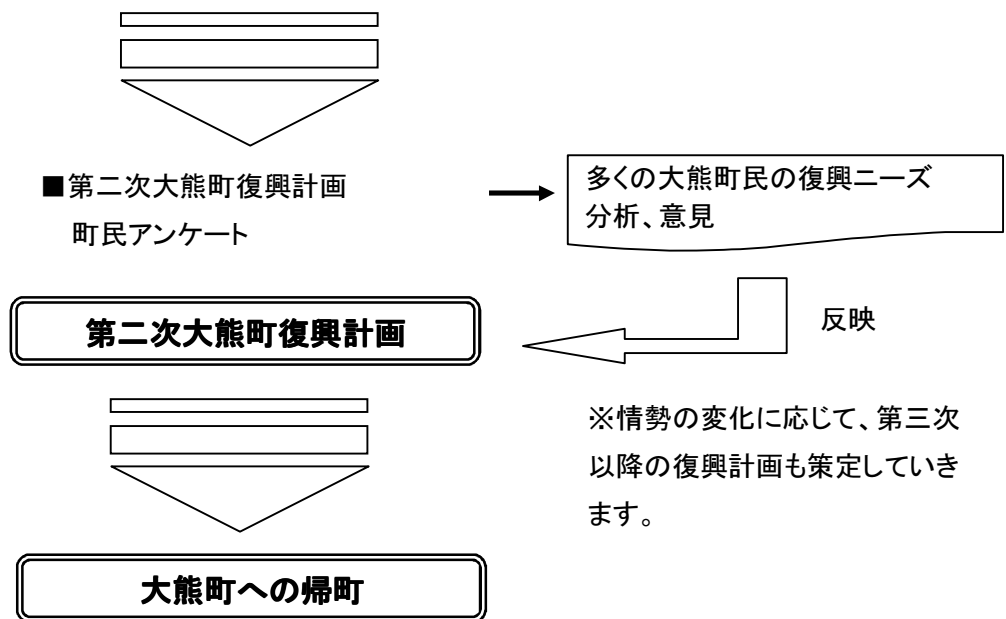 ■第二次大熊町復興計画
町民アンケート
多くの大熊町民の復興ニーズ
分析、意見
反映
第二次大熊町復興計画
※情勢の変化に応じて、第三次
以降の復興計画も策定していき
ます。
大熊町への帰町